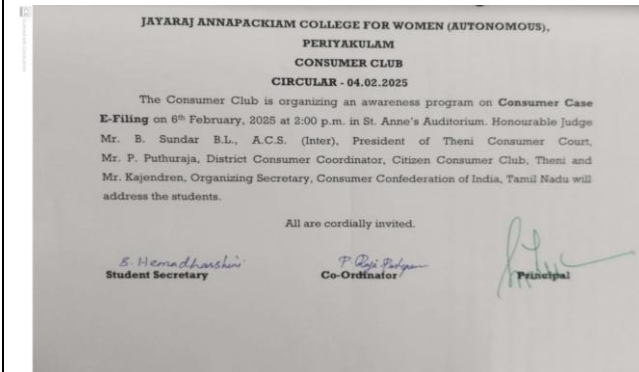 JAYARAJ ANNAPACKIAM COLLEGE FOR WOMEN (AUTONOMOUS),
PERIYAKULAM
CONSUMER CLUB
CIRCULAR - 04.02.2025
The Consumer Club is organizing an awareness program on Consumer Case
E-Filing on 6th February, 2025 at 2:00 p.m. in St. Anne's Auditorium. Honourable Judge
Mr. B. Sundar B.L., A.C.S. (Inter), President of Theni Consumer Court,
Mr. P. Puthuraja, District Consumer Coordinator, Citizen Consumer Club, Theni and
Mr. Kajendren, Organizing Secretary, Consumer Confederation of India, Tamil Nadu will
address the students.
All are cordially invited.
B. Hemadharshini
Student Secretary Co-Ordinator Principal